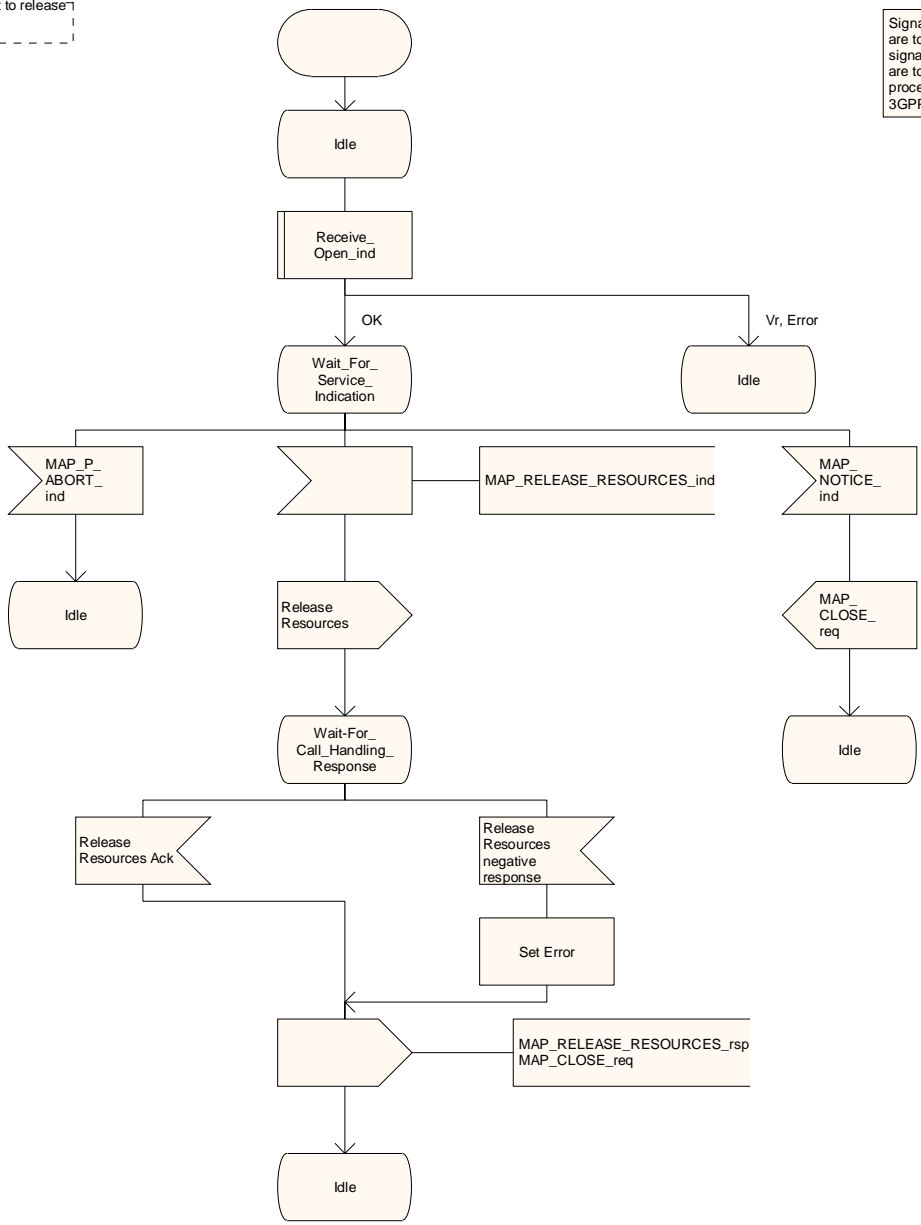 to release
Signa
are to
signa
are to
proce
3GPP
Idle
Receive_
Open_ind
OK
Vr, Error
Wait_For_
Service_
Indication
Idle
MAP_P_
ABORT_
ind
MAP_RELEASE_RESOURCES_ind
MAP_
NOTICE_
ind
Idle
Release
Resources
MAP_
CLOSE_
req
Wait-For_
Call_Handling_
Response
Idle
Release
Resources Ack
Release
Resources
negative
response
Set Error
MAP_RELEASE_RESOURCES_rsp
MAP_CLOSE_req
Idle